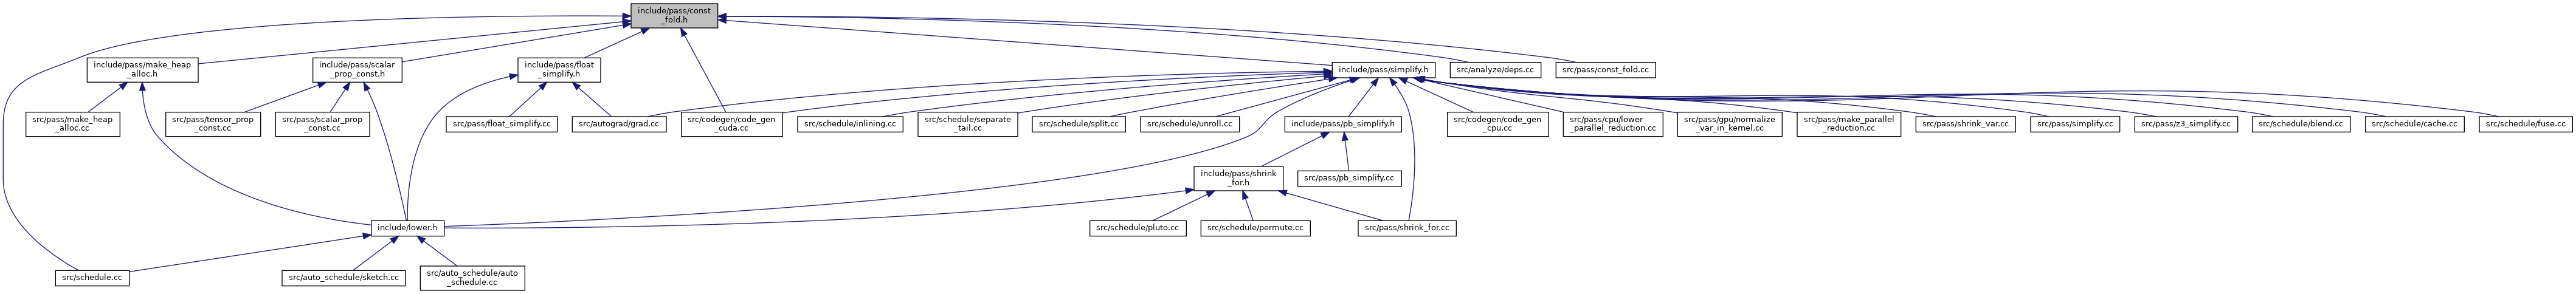 include/pass/const
_fold.h
include/pass/make_heap
_alloc.h
include/pass/scalar
_prop_const.h
include/pass/float
_simplify.h
include/pass/simplify.h
src/analyze/deps.cc
src/pass/const_fold.cc
src/pass/make_heap
_alloc.cc
src/pass/tensor_prop
_const.cc
src/pass/scalar_prop
_const.cc
src/pass/float_simplify.cc
src/autograd/grad.cc
src/codegen/code_gen
_cuda.cc
src/schedule/inlining.cc
src/schedule/separate
_tail.cc
src/schedule/split.cc
src/schedule/unroll.cc
include/pass/pb_simplify.h
src/codegen/code_gen
_cpu.cc
src/pass/cpu/lower
_parallel_reduction.cc
src/pass/gpu/normalize
_var_in_kernel.cc
src/pass/make_parallel
_reduction.cc
src/pass/shrink_var.cc
src/pass/simplify.cc
src/pass/z3_simplify.cc
src/schedule/blend.cc
src/schedule/cache.cc
src/schedule/fuse.cc
include/pass/shrink
_for.h
src/pass/pb_simplify.cc
include/lower.h
src/schedule/pluto.cc
src/schedule/permute.cc
src/pass/shrink_for.cc
src/schedule.cc
src/auto_schedule/sketch.cc
src/auto_schedule/auto
_schedule.cc